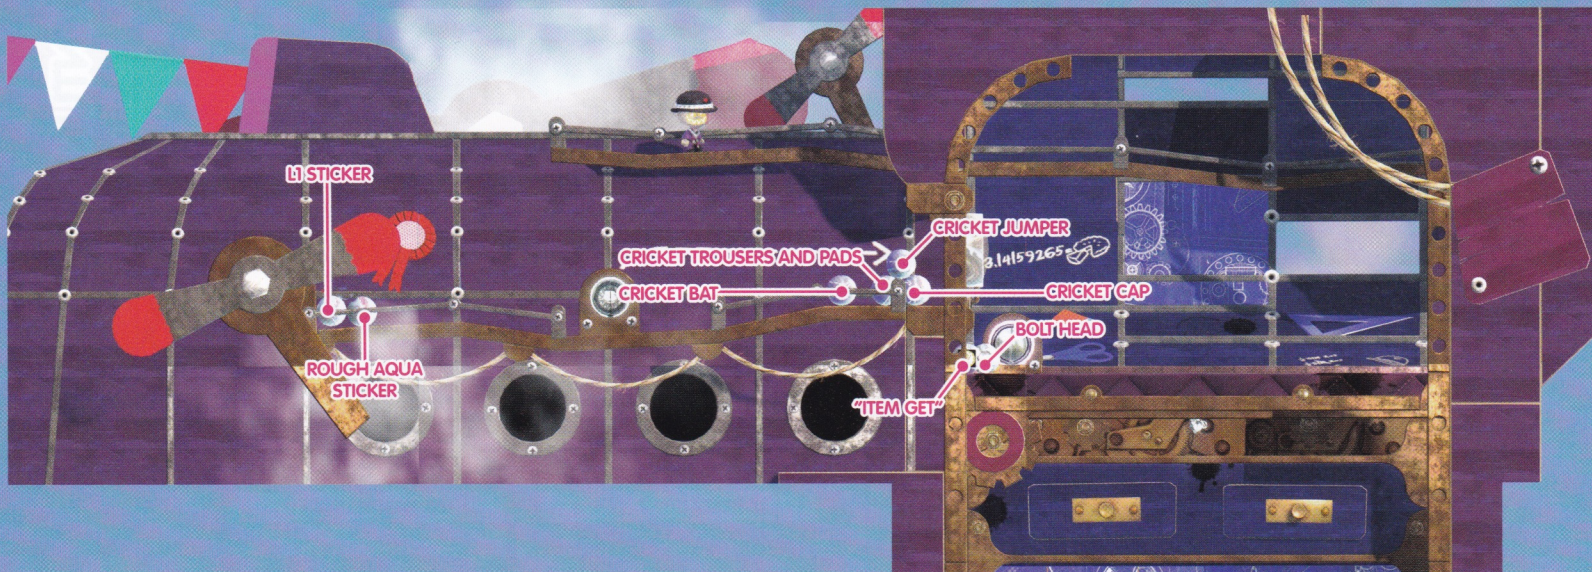 L1 STICKER
CRICKET JUMPER
CRICKET TROUSERS AND PADS
3.14159265=
CRICKET BAT
CRICKET CAP
BOLT HEAD
ROUGH AQUA
STICKER
"ITEM GET"